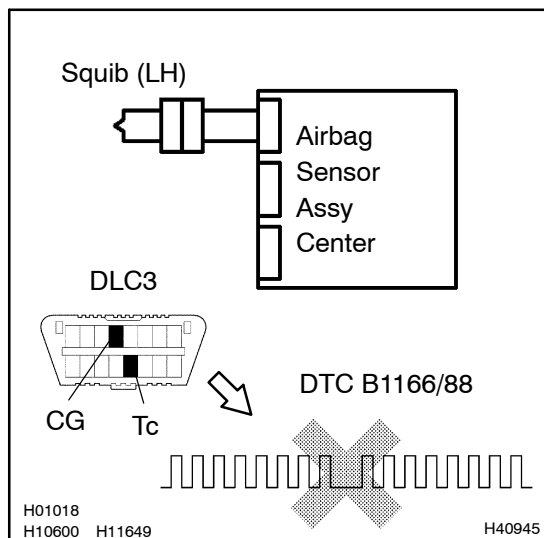 Squib (LH)
Airbag
Sensor
Assy
Center
DLC3
DTC B1166/88
CG
Tc
H01018
H10600 H11649
H40945